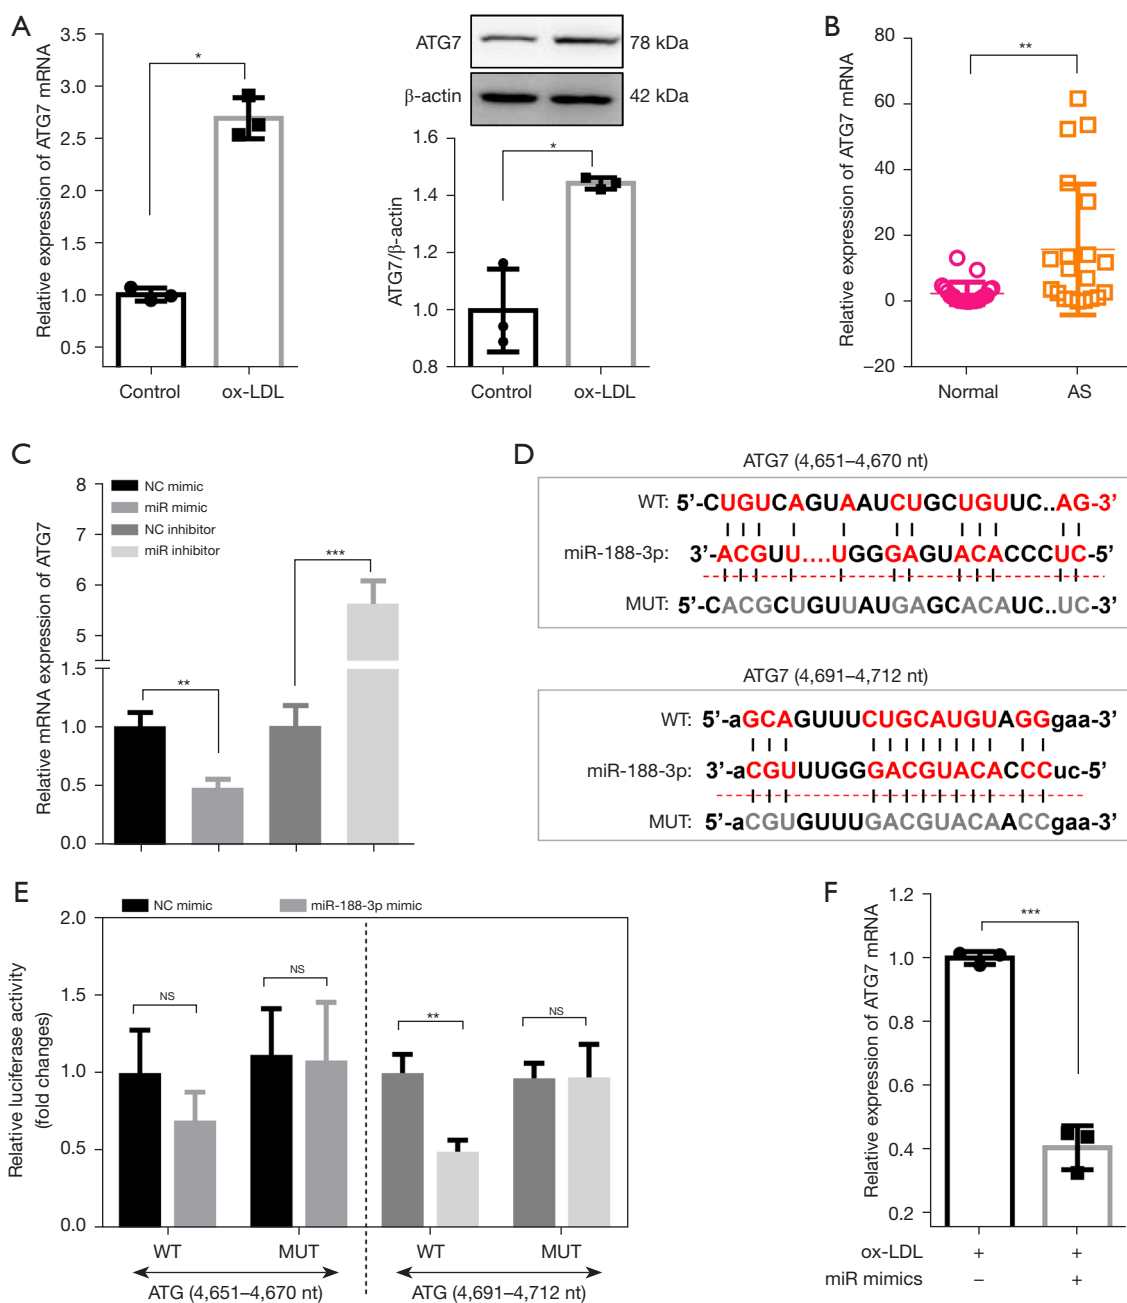 A
Relative expression of ATG7 mRNA
3.5
3.0
2.5
2.0
1.5
1.0
0.5
*
Control
ox-LDL
ATG7
78 kDa
β-actin
42 kDa
ATG7/β-actin
1.6
1.4
1.2
1.0
0.8
*
Control
ox-LDL
B
Relative expression of ATG7 mRNA
80
60
40
20
0
−20
**
Normal
AS
C
Relative mRNA expression of ATG7
8
7
6
5
1.5
1.0
0.5
0.0
NC mimic
miR mimic
NC inhibitor
miR inhibitor
**
***
D
ATG7 (4,651–4,670 nt)
WT: 5’-CUGUCAGUAAUCUGCUGUUC..AG-3’
miR-188-3p: 3’-ACGUU....UGGGAGUACACCCUC-5’
MUT: 5’-CACGCUGUUAUGAGCACAUC..UC-3’
ATG7 (4,691–4,712 nt)
WT: 5’-aGCAGUUUCUGCAUGUAGGgaa-3’
miR-188-3p: 3’-aCGUUUGGGACGUACACCCuc-5’
MUT: 5’-aCGUGUUUGACGUACAACCgaa-3’
E
NC mimic
miR-188-3p mimic
Relative luciferase activity
(fold changes)
2.0
1.5
1.0
0.5
0.0
NS
NS
**
NS
WT
MUT
WT
MUT
ATG (4,651–4,670 nt)
ATG (4,691–4,712 nt)
F
Relative expression of ATG7 mRNA
1.2
1.0
0.8
0.6
0.4
0.2
***
ox-LDL + +
miR mimics − +